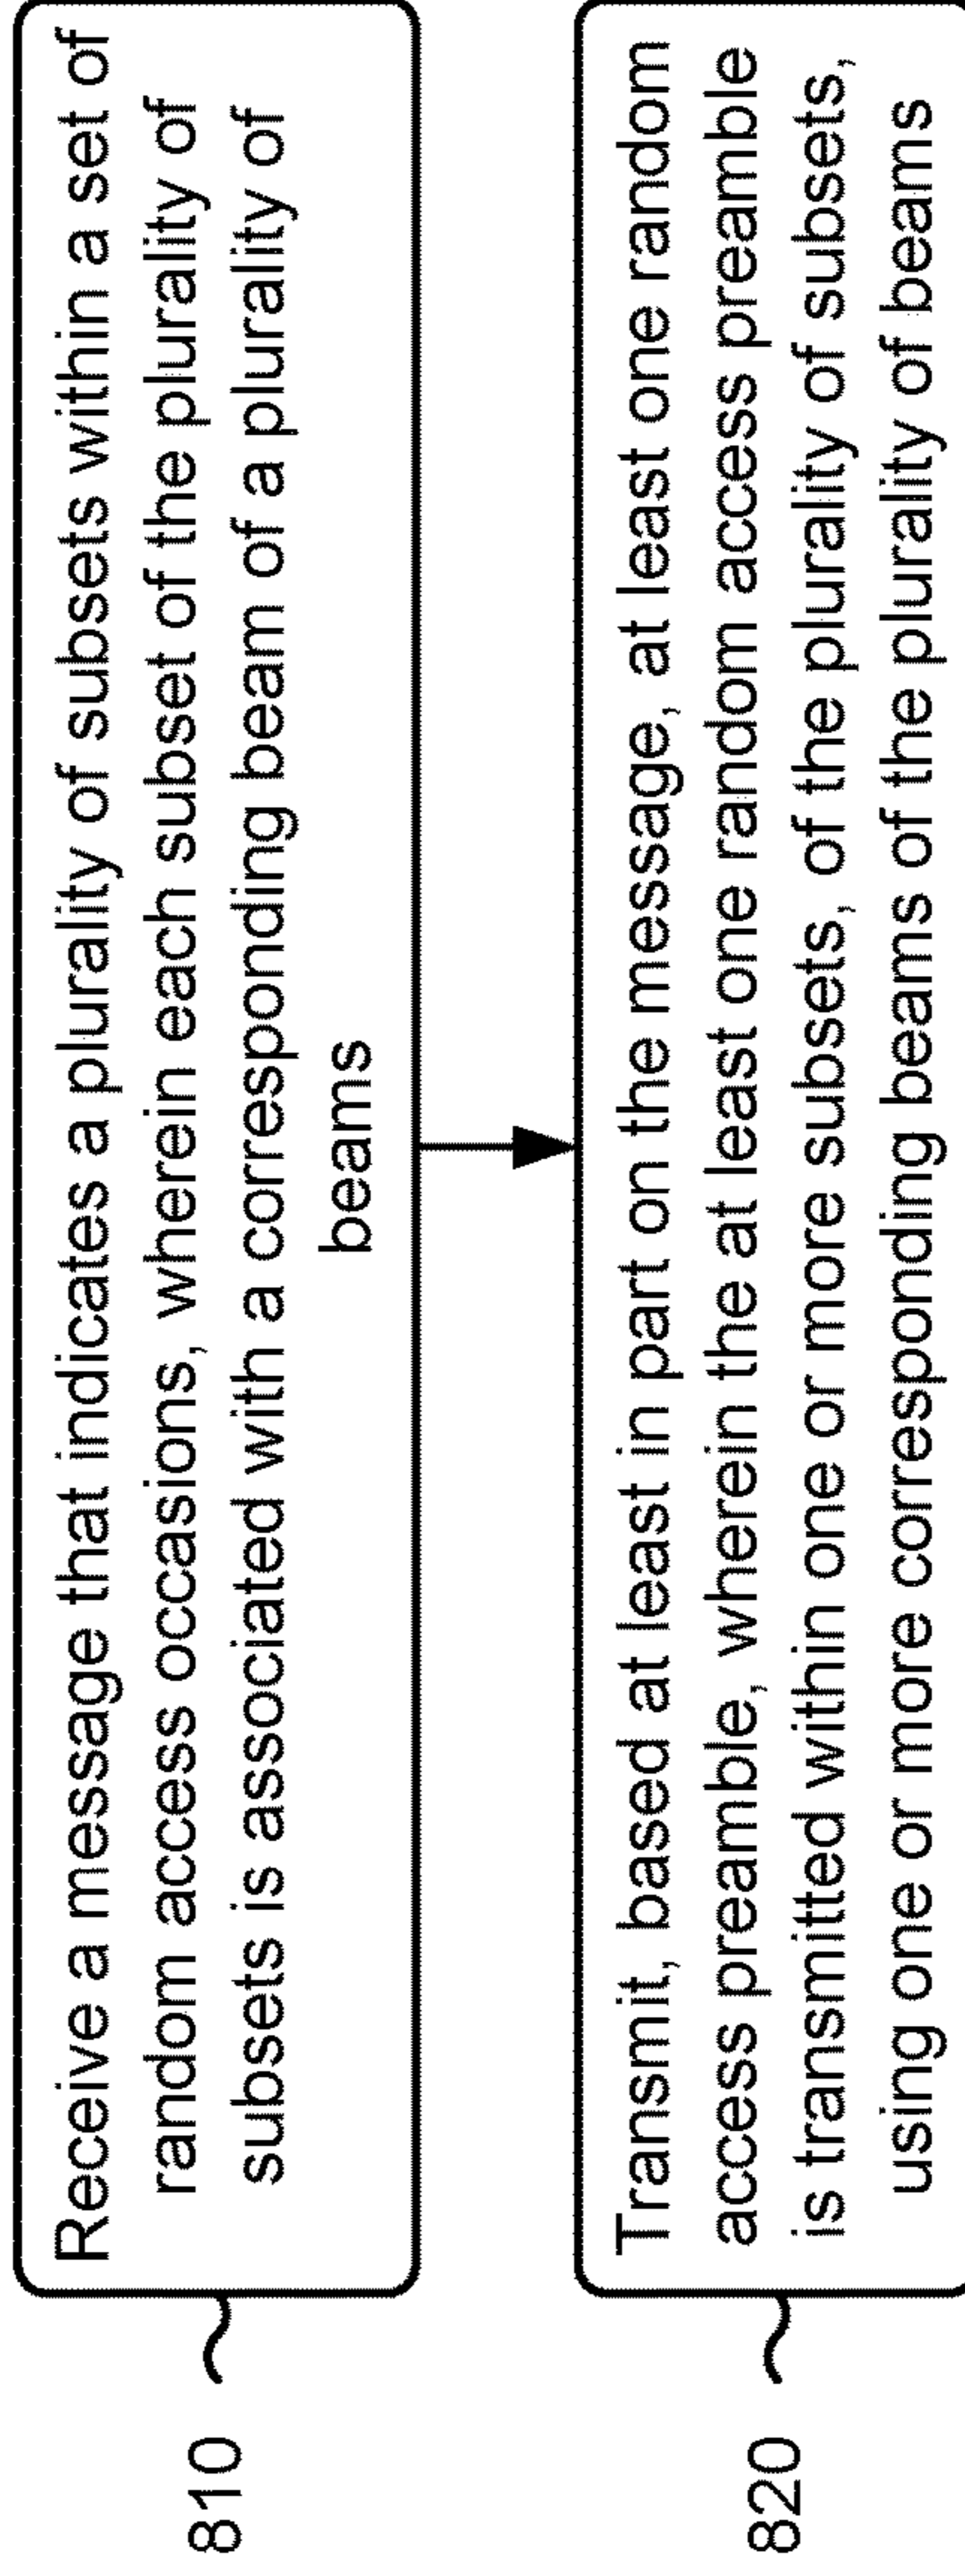 810
Receive a message that indicates a plurality of subsets within a set of
random access occasions, wherein each subset of the plurality of
subsets is associated with a corresponding beam of a plurality of
beams
820
Transmit, based at least in part on the message, at least one random
access preamble, wherein the at least one random access preamble
is transmitted within one or more subsets, of the plurality of subsets,
using one or more corresponding beams of the plurality of beams